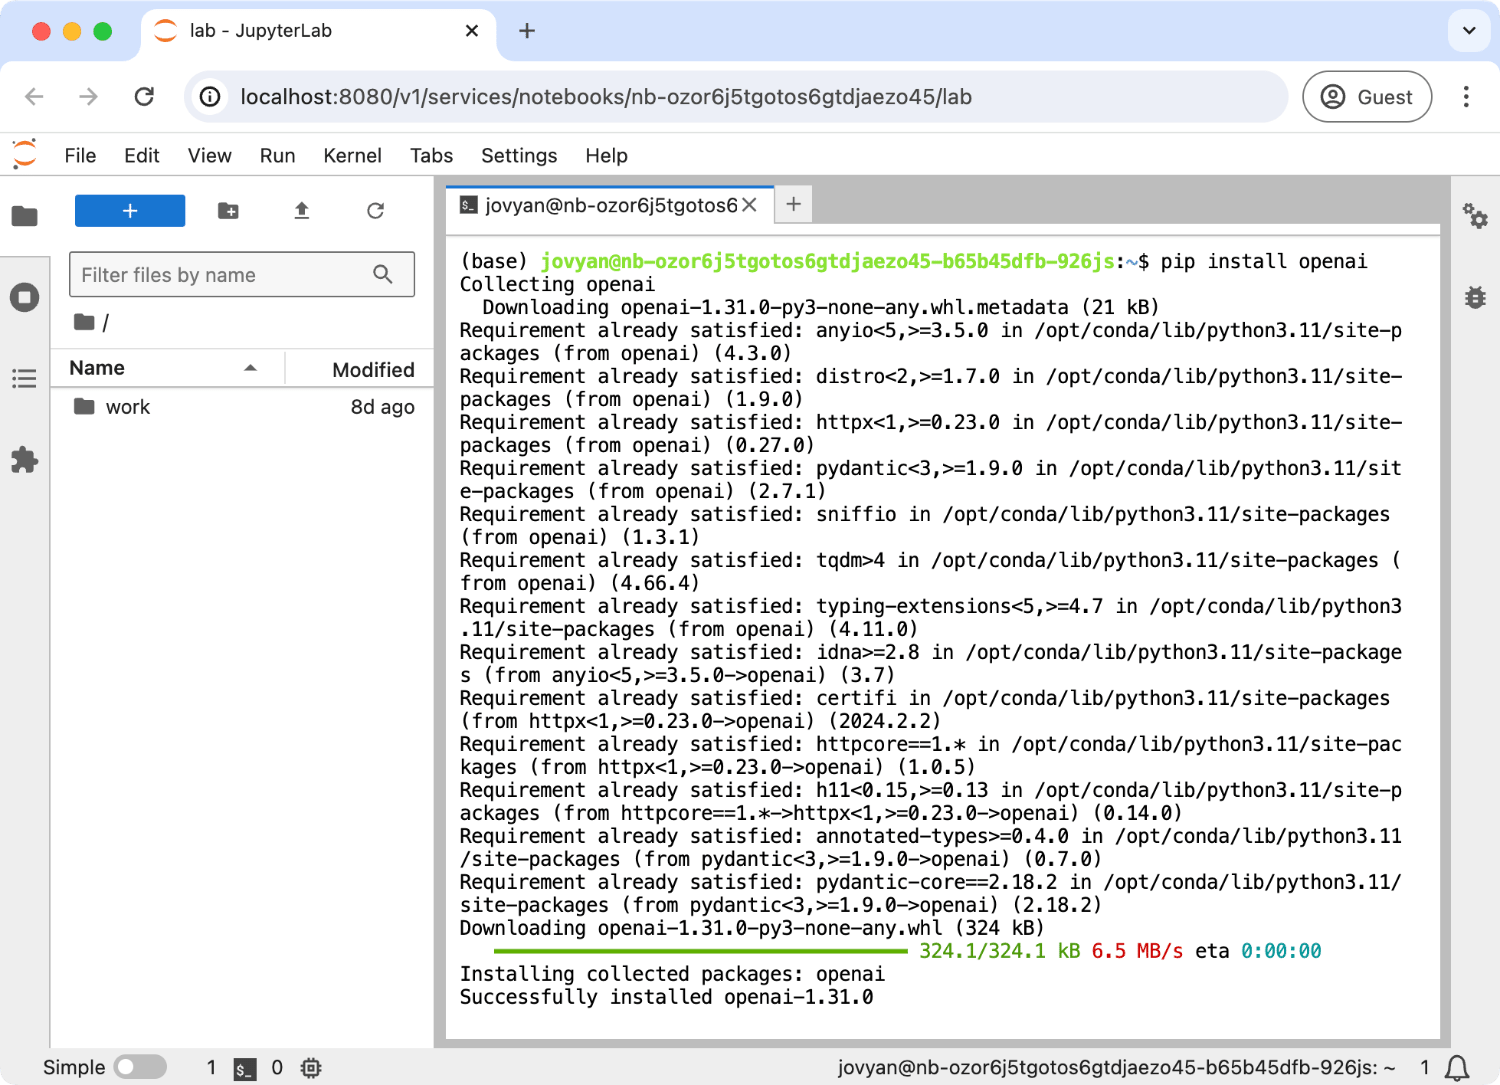 lab - JupyterLab
localhost:8080/v1/services/notebooks/nb-ozor6j5tgotos6gtdjaezo45/lab
Guest
File Edit View Run Kernel Tabs Settings Help
jovyan@nb-ozor6j5tgotos6
Filter files by name
/
Name Modified
work 8d ago
(base) jovyan@nb-ozor6j5tgotos6gtdjaezo45-b65b45dfb-926js:~$ pip install openai
Collecting openai
  Downloading openai-1.31.0-py3-none-any.whl.metadata (21 kB)
Requirement already satisfied: anyio<5,>=3.5.0 in /opt/conda/lib/python3.11/site-p
ackages (from openai) (4.3.0)
Requirement already satisfied: distro<2,>=1.7.0 in /opt/conda/lib/python3.11/site-
packages (from openai) (1.9.0)
Requirement already satisfied: httpx<1,>=0.23.0 in /opt/conda/lib/python3.11/site-
packages (from openai) (0.27.0)
Requirement already satisfied: pydantic<3,>=1.9.0 in /opt/conda/lib/python3.11/sit
e-packages (from openai) (2.7.1)
Requirement already satisfied: sniffio in /opt/conda/lib/python3.11/site-packages
(from openai) (1.3.1)
Requirement already satisfied: tqdm>4 in /opt/conda/lib/python3.11/site-packages (
from openai) (4.66.4)
Requirement already satisfied: typing-extensions<5,>=4.7 in /opt/conda/lib/python3
.11/site-packages (from openai) (4.11.0)
Requirement already satisfied: idna>=2.8 in /opt/conda/lib/python3.11/site-package
s (from anyio<5,>=3.5.0->openai) (3.7)
Requirement already satisfied: certifi in /opt/conda/lib/python3.11/site-packages
(from httpx<1,>=0.23.0->openai) (2024.2.2)
Requirement already satisfied: httpcore==1.* in /opt/conda/lib/python3.11/site-pac
kages (from httpx<1,>=0.23.0->openai) (1.0.5)
Requirement already satisfied: h11<0.15,>=0.13 in /opt/conda/lib/python3.11/site-p
ackages (from httpcore==1.*->httpx<1,>=0.23.0->openai) (0.14.0)
Requirement already satisfied: annotated-types>=0.4.0 in /opt/conda/lib/python3.11
/site-packages (from pydantic<3,>=1.9.0->openai) (0.7.0)
Requirement already satisfied: pydantic-core==2.18.2 in /opt/conda/lib/python3.11/
site-packages (from pydantic<3,>=1.9.0->openai) (2.18.2)
Downloading openai-1.31.0-py3-none-any.whl (324 kB)
324.1/324.1 kB 6.5 MB/s eta 0:00:00
Installing collected packages: openai
Successfully installed openai-1.31.0
Simple 1 $_ 0 jovyan@nb-ozor6j5tgotos6gtdjaezo45-b65b45dfb-926js: ~ 1